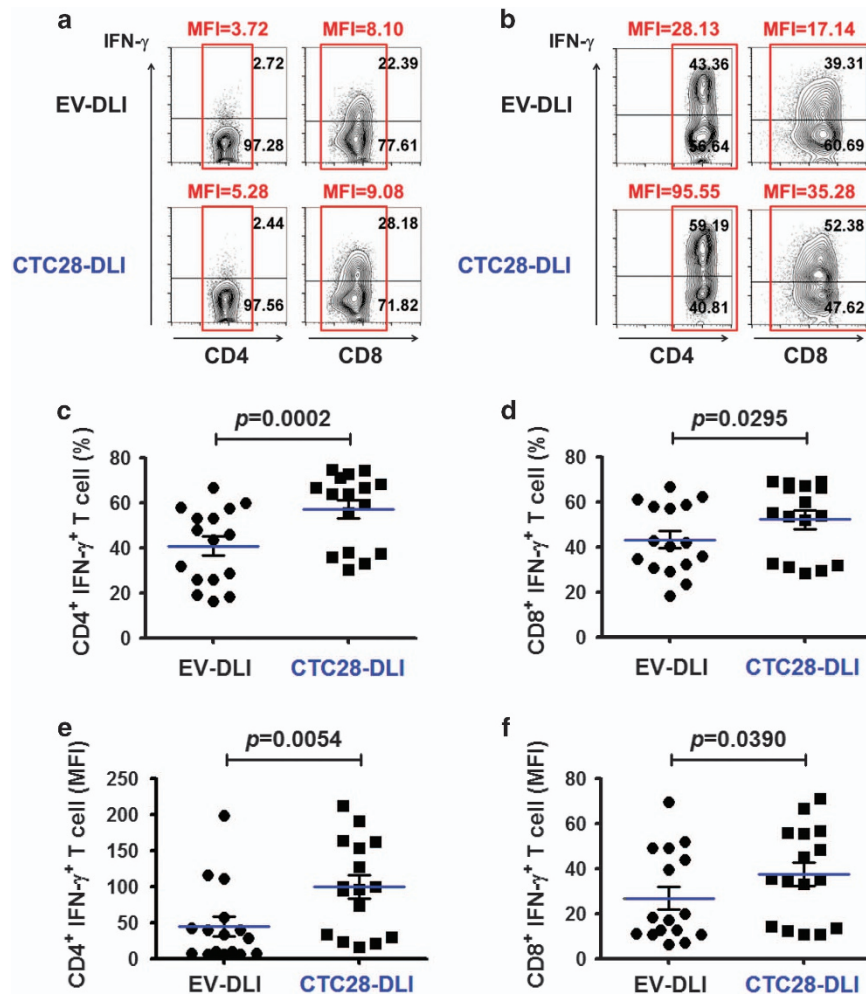 a
b
IFN-γ
MFI=3.72
MFI=8.10
IFN-γ
MFI=28.13
MFI=17.14
EV-DLI
2.72
22.39
97.28
77.61
EV-DLI
43.36
39.31
56.64
60.69
MFI=5.28
MFI=9.08
MFI=95.55
MFI=35.28
CTC28-DLI
2.44
28.18
97.56
71.82
CTC28-DLI
59.19
52.38
40.81
47.62
CD4
CD8
CD4
CD8
c
p=0.0002
CD4⁺ IFN-γ⁺ T cell (%)
80
60
40
20
0
EV-DLI
CTC28-DLI
d
p=0.0295
CD8⁺ IFN-γ⁺ T cell (%)
80
60
40
20
0
EV-DLI
CTC28-DLI
e
p=0.0054
CD4⁺ IFN-γ⁺ T cell (MFI)
250
200
150
100
50
0
EV-DLI
CTC28-DLI
f
p=0.0390
CD8⁺ IFN-γ⁺ T cell (MFI)
80
60
40
20
0
EV-DLI
CTC28-DLI